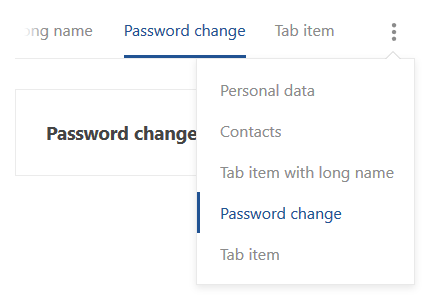 ong name Password change Tab item
Personal data
Contacts
Password change
Tab item with long name
Password change
Tab item